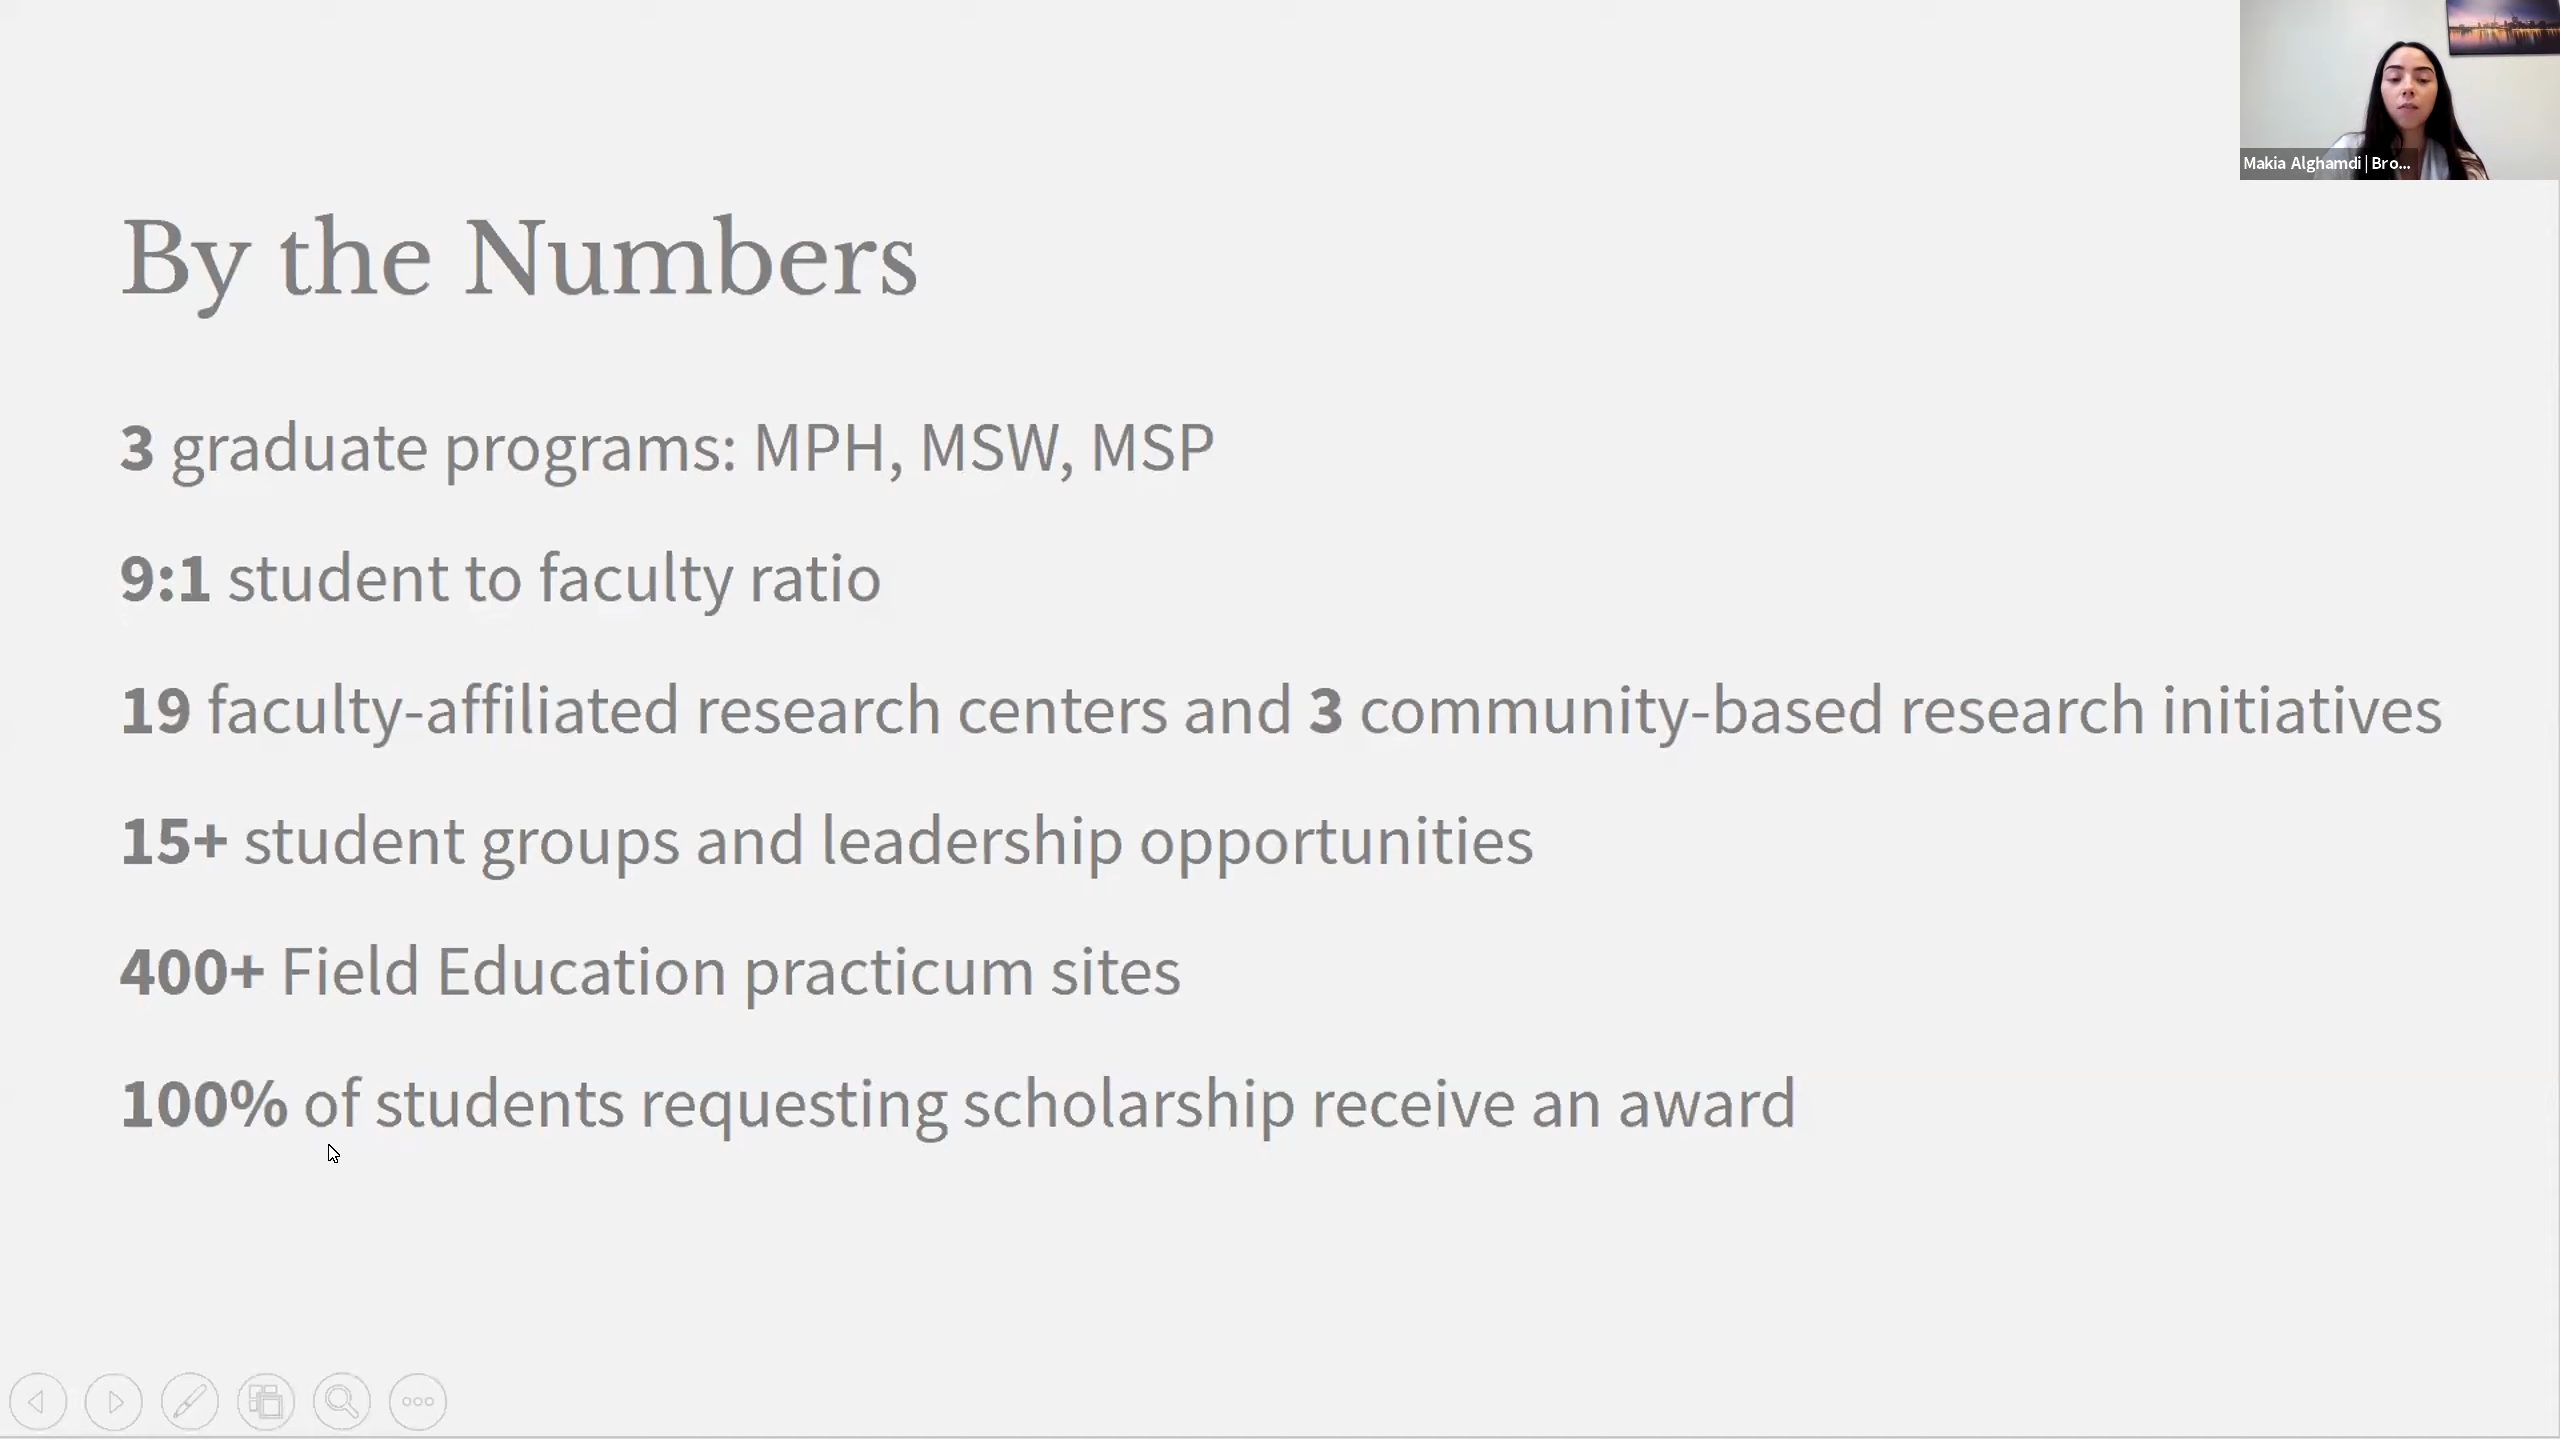 Makia Alghamdi | Bro...
By the Numbers
3 graduate programs: MPH, MSW, MSP
9:1 student to faculty ratio
19 faculty-affiliated research centers and 3 community-based research initiatives
15+ student groups and leadership opportunities
400+ Field Education practicum sites
100% of students requesting scholarship receive an award